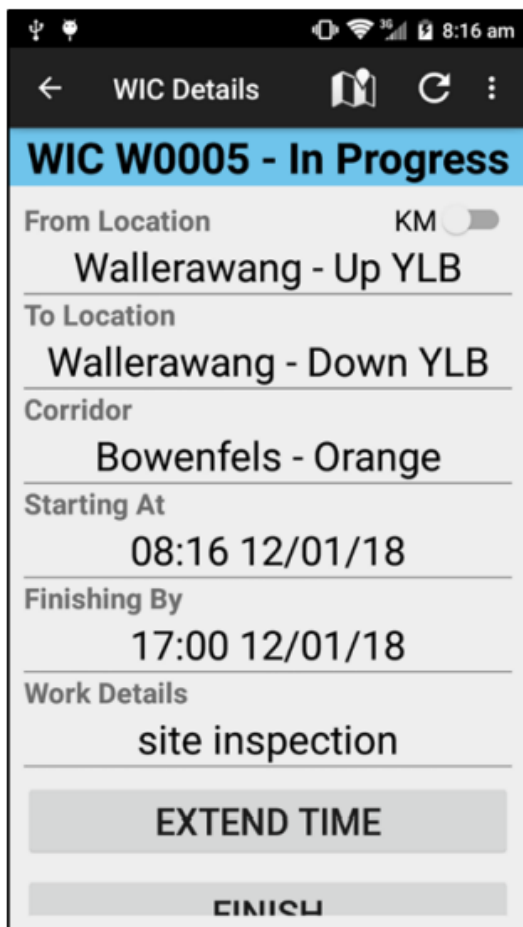 3G 8:16 am
WIC Details
WIC W0005 - In Progress
From Location KM
Wallerawang - Up YLB
To Location
Wallerawang - Down YLB
Corridor
Bowenfels - Orange
Starting At
08:16 12/01/18
Finishing By
17:00 12/01/18
Work Details
site inspection
EXTEND TIME
FINISH